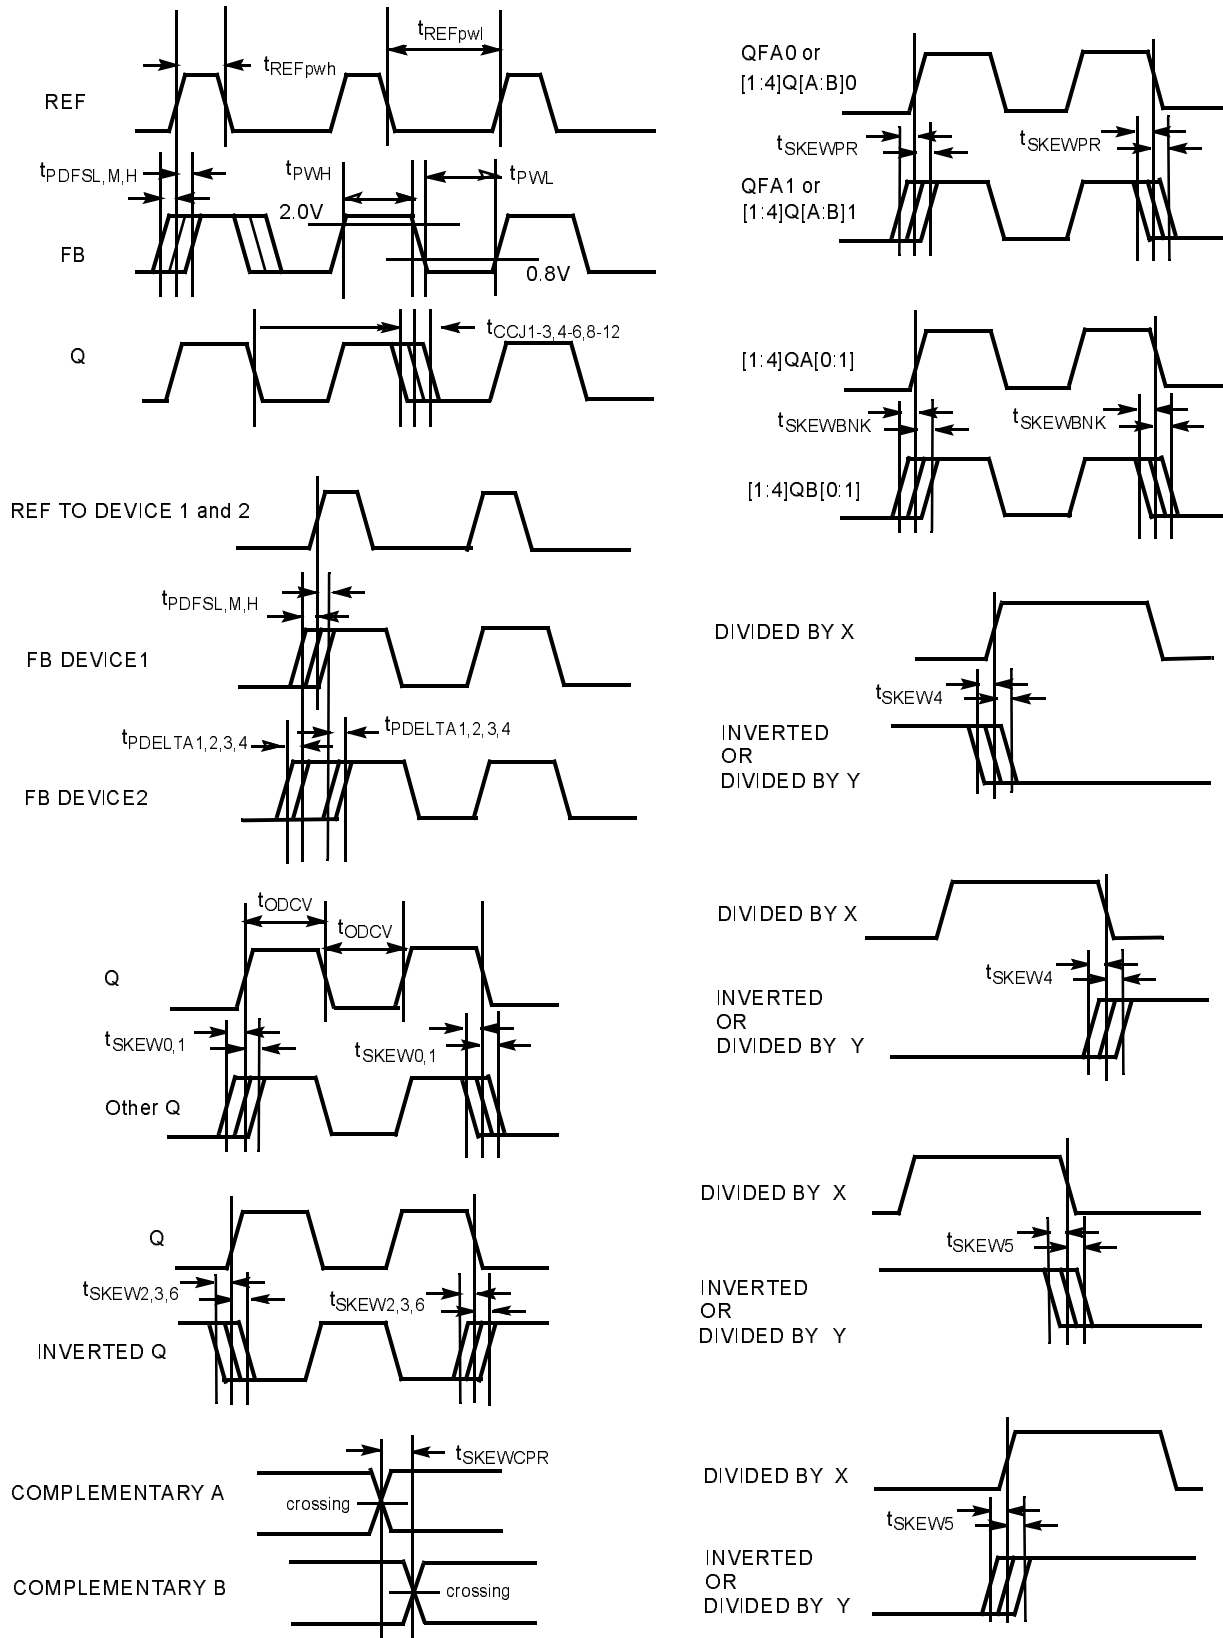 tREFpwl
tREFpwh
REF
tPDFSL,M,H
tPWH
tPWL
2.0V
FB
0.8V
tCCJ1-3,4-6,8-12
Q
REF TO DEVICE 1 and 2
tPDFSL,M,H
FB DEVICE1
tPDELTA1,2,3,4
tPDELTA1,2,3,4
FB DEVICE2
tODCV
tODCV
Q
tSKEW0,1
tSKEW0,1
Other Q
Q
tSKEW2,3,6
tSKEW2,3,6
INVERTED Q
tSKEWCPR
COMPLEMENTARY A
crossing
COMPLEMENTARY B
crossing
QFA0 or
[1:4]Q[A:B]0
tSKEWPR
tSKEWPR
QFA1 or
[1:4]Q[A:B]1
[1:4]QA[0:1]
tSKEWBNK
tSKEWBNK
[1:4]QB[0:1]
DIVIDED BY X
tSKEW4
INVERTED
OR
DIVIDED BY Y
DIVIDED BY X
tSKEW4
INVERTED
OR
DIVIDED BY Y
DIVIDED BY X
tSKEW5
INVERTED
OR
DIVIDED BY Y
DIVIDED BY X
tSKEW5
INVERTED
OR
DIVIDED BY Y